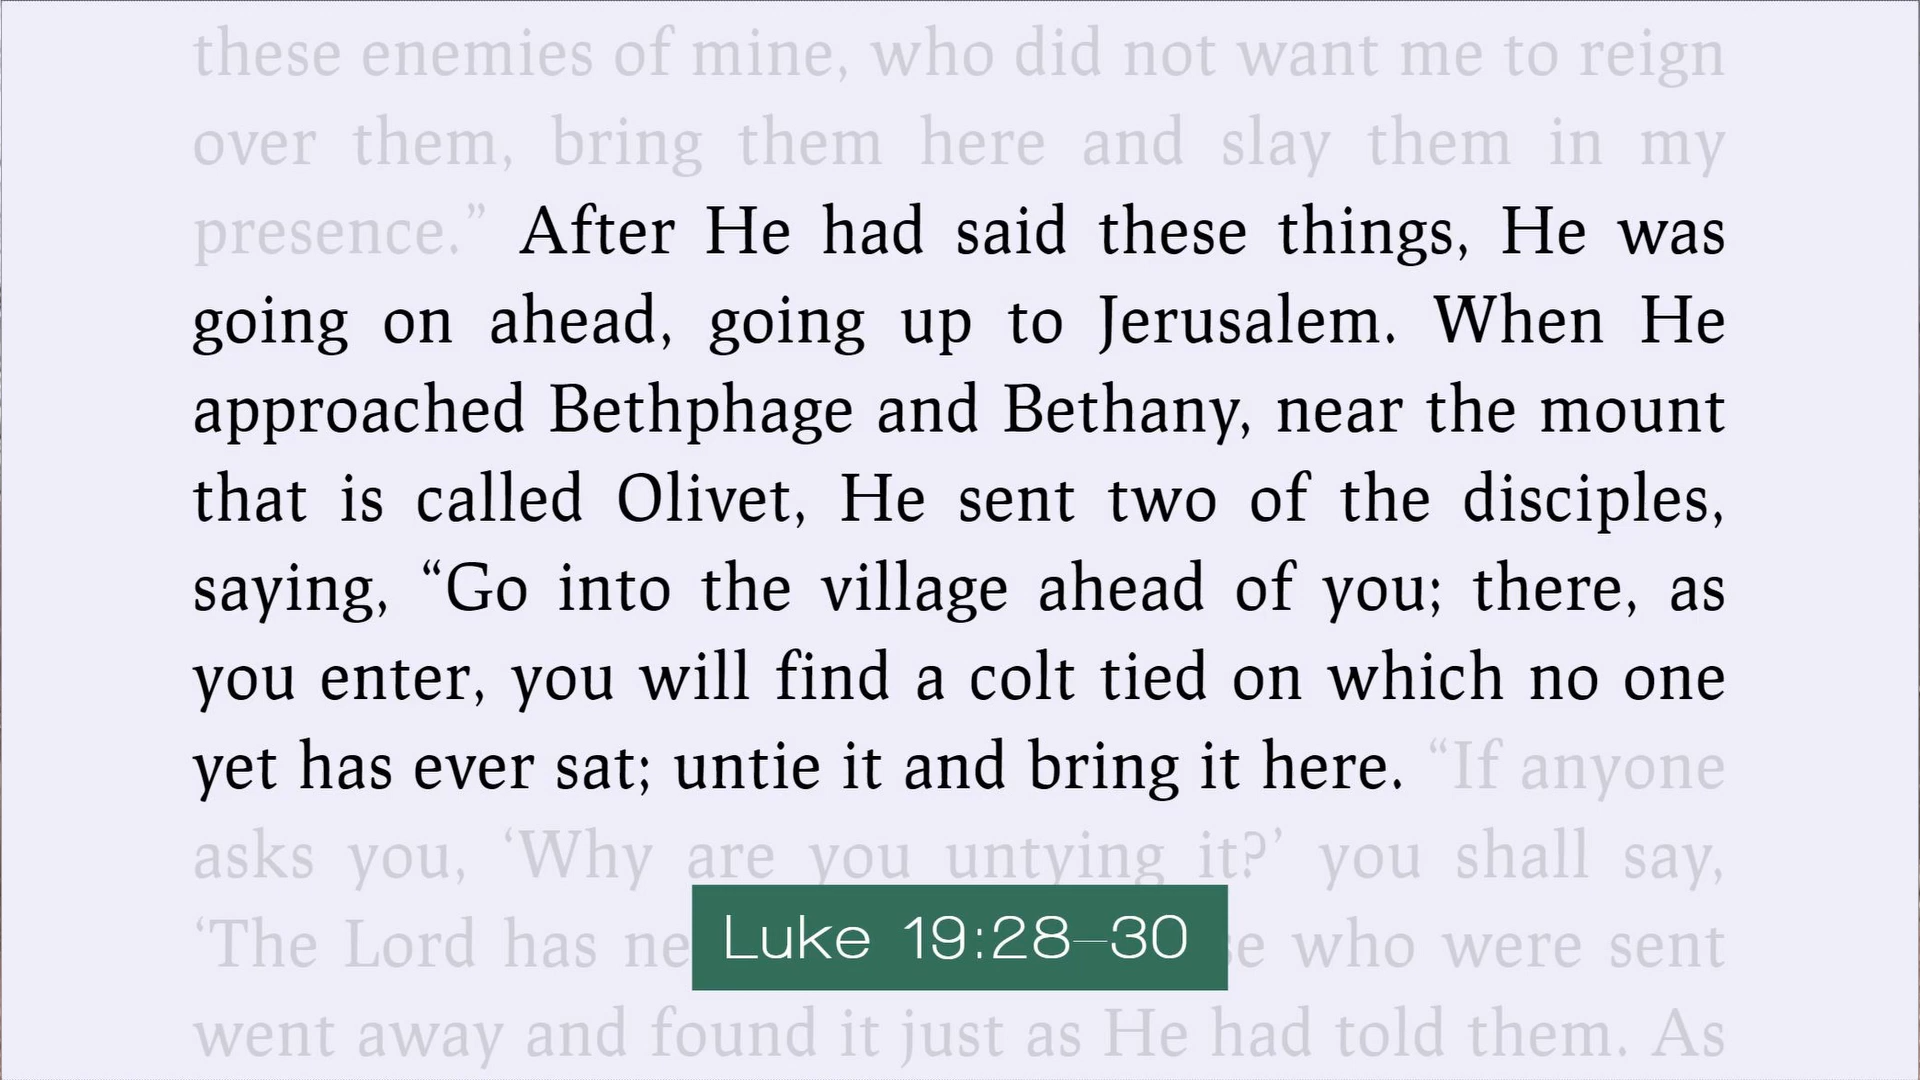 these enemies of mine, who did not want me to reign
over them, bring them here and slay them in my
presence.” After He had said these things, He was
going on ahead, going up to Jerusalem. When He
approached Bethphage and Bethany, near the mount
that is called Olivet, He sent two of the disciples,
saying, “Go into the village ahead of you; there, as
you enter, you will find a colt tied on which no one
yet has ever sat; untie it and bring it here. “If anyone
asks you, ‘Why are you untying it?’ you shall say,
‘The Lord has who were sent
Luke 19:28–30
went away and found it just as He had told them. As